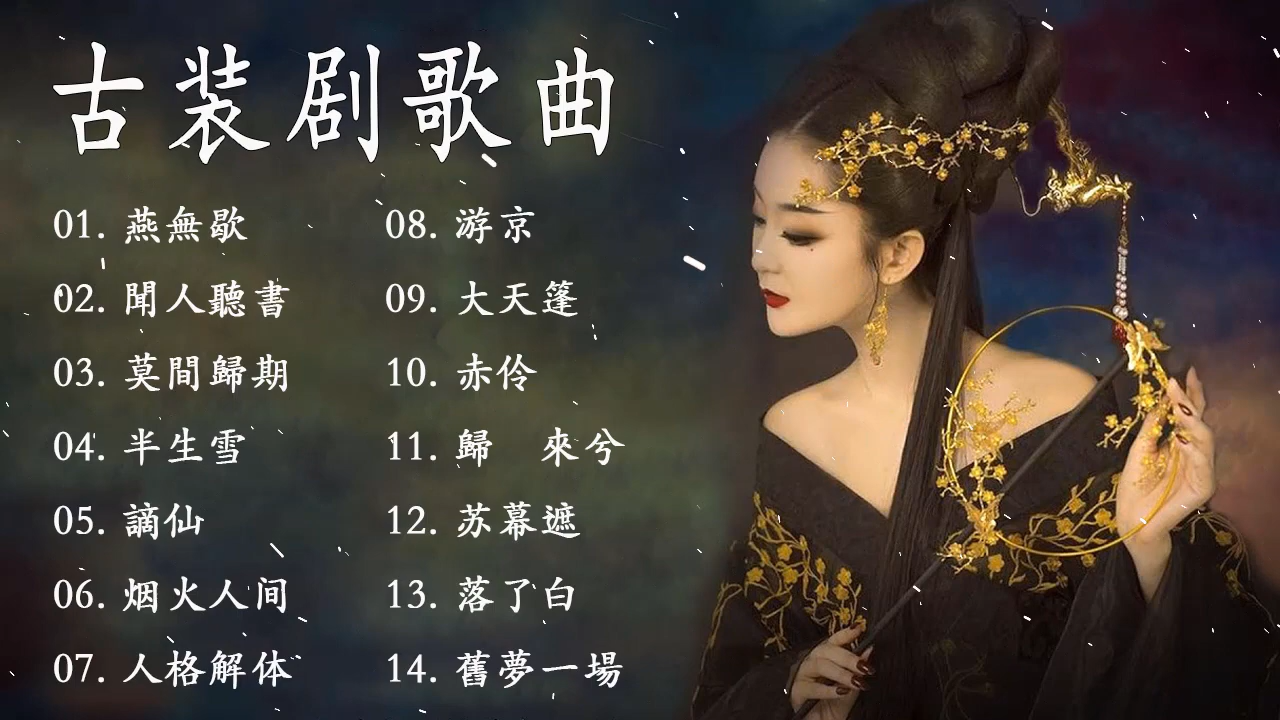 古装剧歌曲
01. 燕無歇
02. 聞人聽書
03. 莫間歸期
04. 半生雪
05. 謫仙
06. 烟火人间
07. 人格解体
08. 游京
09. 大天篷
10. 赤伶
11. 歸　來兮
12. 苏幕遮
13. 落了白
14. 舊夢一場